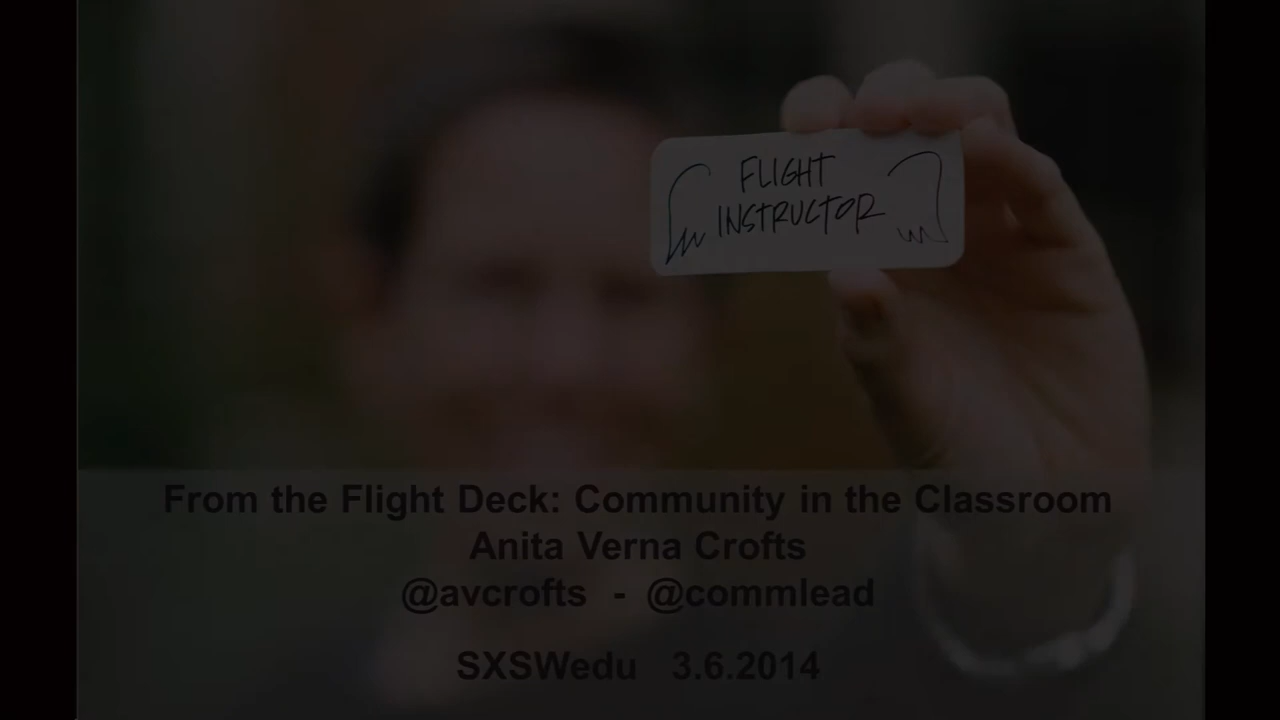 FLIGHT
INSTRUCTOR
From the Flight Deck: Community in the Classroom
Anita Verna Crofts
@avcrofts - @commlead
SXSWedu 3.6.2014